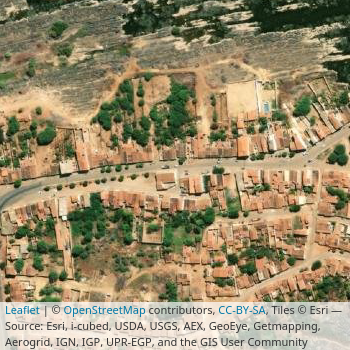 Leaflet | © OpenStreetMap contributors, CC-BY-SA, Tiles © Esri —
Source: Esri, i-cubed, USDA, USGS, AEX, GeoEye, Getmapping,
Aerogrid, IGN, IGP, UPR-EGP, and the GIS User Community